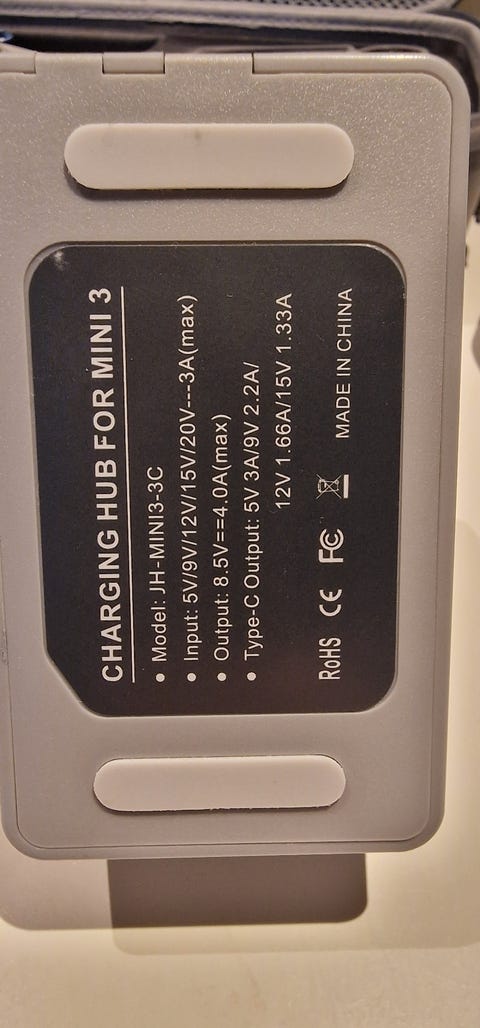 CHARGING HUB FOR MINI 3
• Model: JH-MINI3-3C
• Input: 5V/9V/12V/15V/20V---3A(max)
• Output: 8.5V==4.0A(max)
• Type-C Output: 5V 3A/9V 2.2A/
12V 1.66A/15V 1.33A
RoHS CE FC MADE IN CHINA